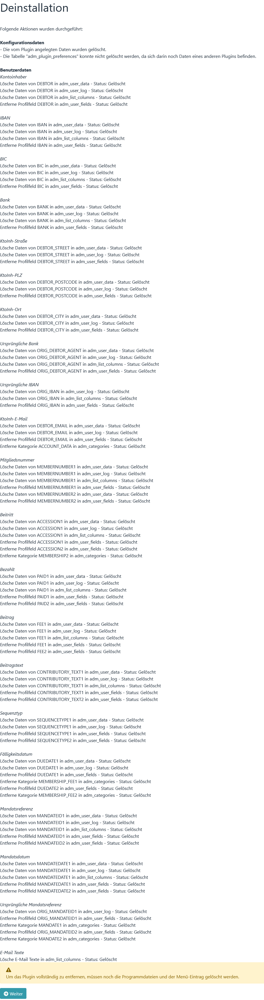 Deinstallation
Folgende Aktionen wurden durchgeführt:
Konfigurationsdaten
- Die vom Plugin angelegten Daten wurden gelöscht.
- Die Tabelle "adm_plugin_preferences" konnte nicht gelöscht werden, da sich darin noch Daten eines anderen Plugins befinden.
Benutzerdaten
Kontoinhaber
Lösche Daten von DEBTOR in adm_user_data - Status: Gelöscht
Lösche Daten von DEBTOR in adm_user_log - Status: Gelöscht
Lösche Daten von DEBTOR in adm_list_columns - Status: Gelöscht
Entferne Profilfeld DEBTOR in adm_user_fields - Status: Gelöscht
IBAN
Lösche Daten von IBAN in adm_user_data - Status: Gelöscht
Lösche Daten von IBAN in adm_user_log - Status: Gelöscht
Lösche Daten von IBAN in adm_list_columns - Status: Gelöscht
Entferne Profilfeld IBAN in adm_user_fields - Status: Gelöscht
BIC
Lösche Daten von BIC in adm_user_data - Status: Gelöscht
Lösche Daten von BIC in adm_user_log - Status: Gelöscht
Lösche Daten von BIC in adm_list_columns - Status: Gelöscht
Entferne Profilfeld BIC in adm_user_fields - Status: Gelöscht
Bank
Lösche Daten von BANK in adm_user_data - Status: Gelöscht
Lösche Daten von BANK in adm_user_log - Status: Gelöscht
Lösche Daten von BANK in adm_list_columns - Status: Gelöscht
Entferne Profilfeld BANK in adm_user_fields - Status: Gelöscht
KtoInh-Straße
Lösche Daten von DEBTOR_STREET in adm_user_data - Status: Gelöscht
Lösche Daten von DEBTOR_STREET in adm_user_log - Status: Gelöscht
Entferne Profilfeld DEBTOR_STREET in adm_user_fields - Status: Gelöscht
KtoInh-PLZ
Lösche Daten von DEBTOR_POSTCODE in adm_user_data - Status: Gelöscht
Lösche Daten von DEBTOR_POSTCODE in adm_user_log - Status: Gelöscht
Entferne Profilfeld DEBTOR_POSTCODE in adm_user_fields - Status: Gelöscht
KtoInh-Ort
Lösche Daten von DEBTOR_CITY in adm_user_data - Status: Gelöscht
Lösche Daten von DEBTOR_CITY in adm_user_log - Status: Gelöscht
Entferne Profilfeld DEBTOR_CITY in adm_user_fields - Status: Gelöscht
Ursprüngliche Bank
Lösche Daten von ORIG_DEBTOR_AGENT in adm_user_data - Status: Gelöscht
Lösche Daten von ORIG_DEBTOR_AGENT in adm_user_log - Status: Gelöscht
Lösche Daten von ORIG_DEBTOR_AGENT in adm_list_columns - Status: Gelöscht
Entferne Profilfeld ORIG_DEBTOR_AGENT in adm_user_fields - Status: Gelöscht
Ursprüngliche IBAN
Lösche Daten von ORIG_IBAN in adm_user_log - Status: Gelöscht
Lösche Daten von ORIG_IBAN in adm_list_columns - Status: Gelöscht
Entferne Profilfeld ORIG_IBAN in adm_user_fields - Status: Gelöscht
KtoInh-E-Mail
Lösche Daten von DEBTOR_EMAIL in adm_user_data - Status: Gelöscht
Lösche Daten von DEBTOR_EMAIL in adm_user_log - Status: Gelöscht
Entferne Profilfeld DEBTOR_EMAIL in adm_user_fields - Status: Gelöscht
Entferne Kategorie ACCOUNT_DATA in adm_categories - Status: Gelöscht
Mitgliedsnummer
Lösche Daten von MEMBERNUMBER1 in adm_user_data - Status: Gelöscht
Lösche Daten von MEMBERNUMBER1 in adm_user_log - Status: Gelöscht
Lösche Daten von MEMBERNUMBER1 in adm_list_columns - Status: Gelöscht
Entferne Profilfeld MEMBERNUMBER1 in adm_user_fields - Status: Gelöscht
Lösche Daten von MEMBERNUMBER2 in adm_user_data - Status: Gelöscht
Entferne Profilfeld MEMBERNUMBER2 in adm_user_fields - Status: Gelöscht
Beitritt
Lösche Daten von ACCESSION1 in adm_user_data - Status: Gelöscht
Lösche Daten von ACCESSION1 in adm_user_log - Status: Gelöscht
Lösche Daten von ACCESSION1 in adm_list_columns - Status: Gelöscht
Entferne Profilfeld ACCESSION1 in adm_user_fields - Status: Gelöscht
Entferne Profilfeld ACCESSION2 in adm_user_fields - Status: Gelöscht
Entferne Kategorie MEMBERSHIP2 in adm_categories - Status: Gelöscht
Bezahlt
Lösche Daten von PAID1 in adm_user_data - Status: Gelöscht
Lösche Daten von PAID1 in adm_user_log - Status: Gelöscht
Lösche Daten von PAID1 in adm_list_columns - Status: Gelöscht
Entferne Profilfeld PAID1 in adm_user_fields - Status: Gelöscht
Entferne Profilfeld PAID2 in adm_user_fields - Status: Gelöscht
Beitrag
Lösche Daten von FEE1 in adm_user_data - Status: Gelöscht
Lösche Daten von FEE1 in adm_user_log - Status: Gelöscht
Lösche Daten von FEE1 in adm_list_columns - Status: Gelöscht
Entferne Profilfeld FEE1 in adm_user_fields - Status: Gelöscht
Entferne Profilfeld FEE2 in adm_user_fields - Status: Gelöscht
Beitragstext
Lösche Daten von CONTRIBUTORY_TEXT1 in adm_user_data - Status: Gelöscht
Lösche Daten von CONTRIBUTORY_TEXT1 in adm_user_log - Status: Gelöscht
Lösche Daten von CONTRIBUTORY_TEXT1 in adm_list_columns - Status: Gelöscht
Entferne Profilfeld CONTRIBUTORY_TEXT1 in adm_user_fields - Status: Gelöscht
Entferne Profilfeld CONTRIBUTORY_TEXT2 in adm_user_fields - Status: Gelöscht
Sequenztyp
Lösche Daten von SEQUENCETYPE1 in adm_user_data - Status: Gelöscht
Lösche Daten von SEQUENCETYPE1 in adm_user_log - Status: Gelöscht
Entferne Profilfeld SEQUENCETYPE1 in adm_user_fields - Status: Gelöscht
Entferne Profilfeld SEQUENCETYPE2 in adm_user_fields - Status: Gelöscht
Fälligkeitsdatum
Lösche Daten von DUEDATE1 in adm_user_data - Status: Gelöscht
Lösche Daten von DUEDATE1 in adm_user_log - Status: Gelöscht
Entferne Profilfeld DUEDATE1 in adm_user_fields - Status: Gelöscht
Entferne Kategorie MEMBERSHIP_FEE1 in adm_categories - Status: Gelöscht
Entferne Profilfeld DUEDATE2 in adm_user_fields - Status: Gelöscht
Entferne Kategorie MEMBERSHIP_FEE2 in adm_categories - Status: Gelöscht
Mandatsreferenz
Lösche Daten von MANDATEID1 in adm_user_data - Status: Gelöscht
Lösche Daten von MANDATEID1 in adm_user_log - Status: Gelöscht
Lösche Daten von MANDATEID1 in adm_list_columns - Status: Gelöscht
Entferne Profilfeld MANDATEID1 in adm_user_fields - Status: Gelöscht
Entferne Profilfeld MANDATEID2 in adm_user_fields - Status: Gelöscht
Mandatsdatum
Lösche Daten von MANDATEDATE1 in adm_user_data - Status: Gelöscht
Lösche Daten von MANDATEDATE1 in adm_user_log - Status: Gelöscht
Lösche Daten von MANDATEDATE1 in adm_list_columns - Status: Gelöscht
Entferne Profilfeld MANDATEDATE1 in adm_user_fields - Status: Gelöscht
Entferne Profilfeld MANDATEDATE2 in adm_user_fields - Status: Gelöscht
Ursprüngliche Mandatsreferenz
Lösche Daten von ORIG_MANDATEID1 in adm_user_log - Status: Gelöscht
Entferne Profilfeld ORIG_MANDATEID1 in adm_user_fields - Status: Gelöscht
Entferne Kategorie MANDATE1 in adm_categories - Status: Gelöscht
Entferne Profilfeld ORIG_MANDATEID2 in adm_user_fields - Status: Gelöscht
Entferne Kategorie MANDATE2 in adm_categories - Status: Gelöscht
E-Mail Texte
Lösche E-Mail Texte in adm_list_columns - Status: Gelöscht
Um das Plugin vollständig zu entfernen, müssen noch die Programmdateien und der Menü-Eintrag gelöscht werden.
Weiter